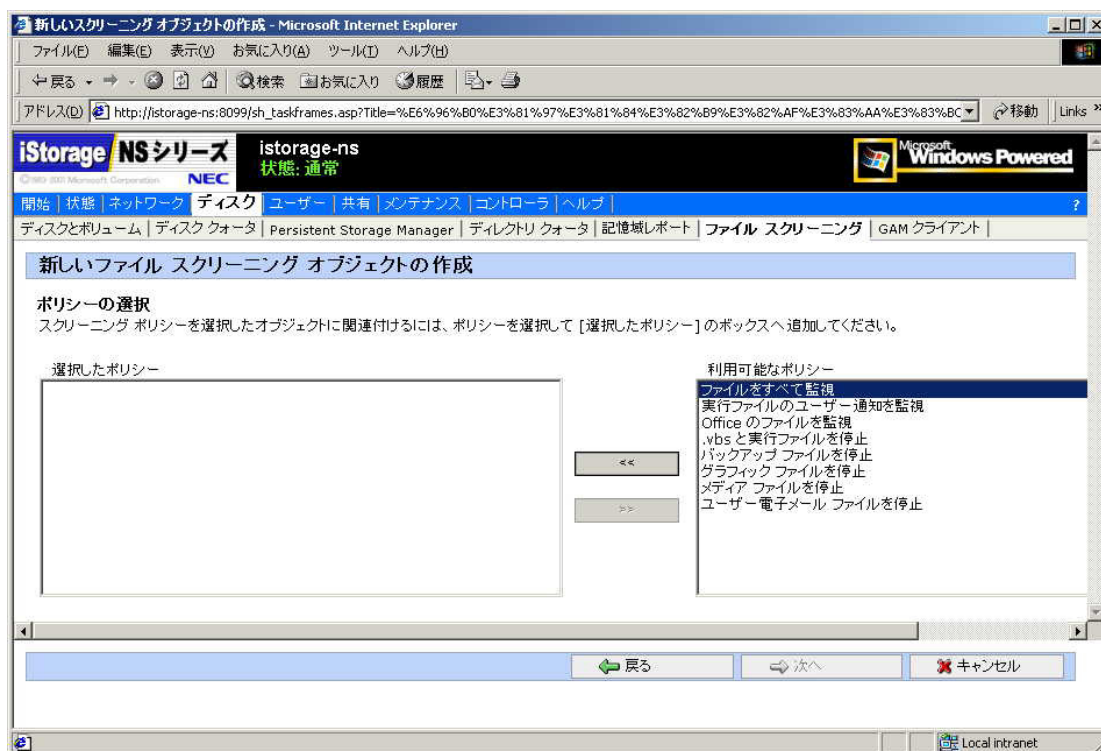 新しいスクリーニング オブジェクトの作成 - Microsoft Internet Explorer
ファイル(F) 編集(E) 表示(V) お気に入り(A) ツール(T) ヘルプ(H)
戻る 検索 お気に入り 履歴
アドレス(D) http://istorage-ns:8099/sh_taskframes.asp?Title=%E6%96%B0%E3%81%97%E3%81%84%E3%82%B9%E3%82%AF%E3%83%AA%E3%83%BC 移動 Links »
iStorage NSシリーズ
NEC
istorage-ns
状態: 通常
Microsoft
Windows Powered
開始 | 状態 | ネットワーク | ディスク | ユーザー | 共有 | メンテナンス | コントローラ | ヘルプ | ?
ディスクとボリューム | ディスク クォータ | Persistent Storage Manager | ディレクトリ クォータ | 記憶域レポート | ファイル スクリーニング | GAM クライアント |
新しいファイル スクリーニング オブジェクトの作成
ポリシーの選択
スクリーニング ポリシーを選択したオブジェクトに関連付けるには、ポリシーを選択して [選択したポリシー] のボックスへ追加してください。
選択したポリシー
利用可能なポリシー
ファイルをすべて監視
実行ファイルのユーザー通知を監視
Office のファイルを監視
.vbs と実行ファイルを停止
バックアップ ファイルを停止
グラフィック ファイルを停止
メディア ファイルを停止
ユーザー電子メール ファイルを停止
<<
>>
戻る 次へ キャンセル
Local intranet